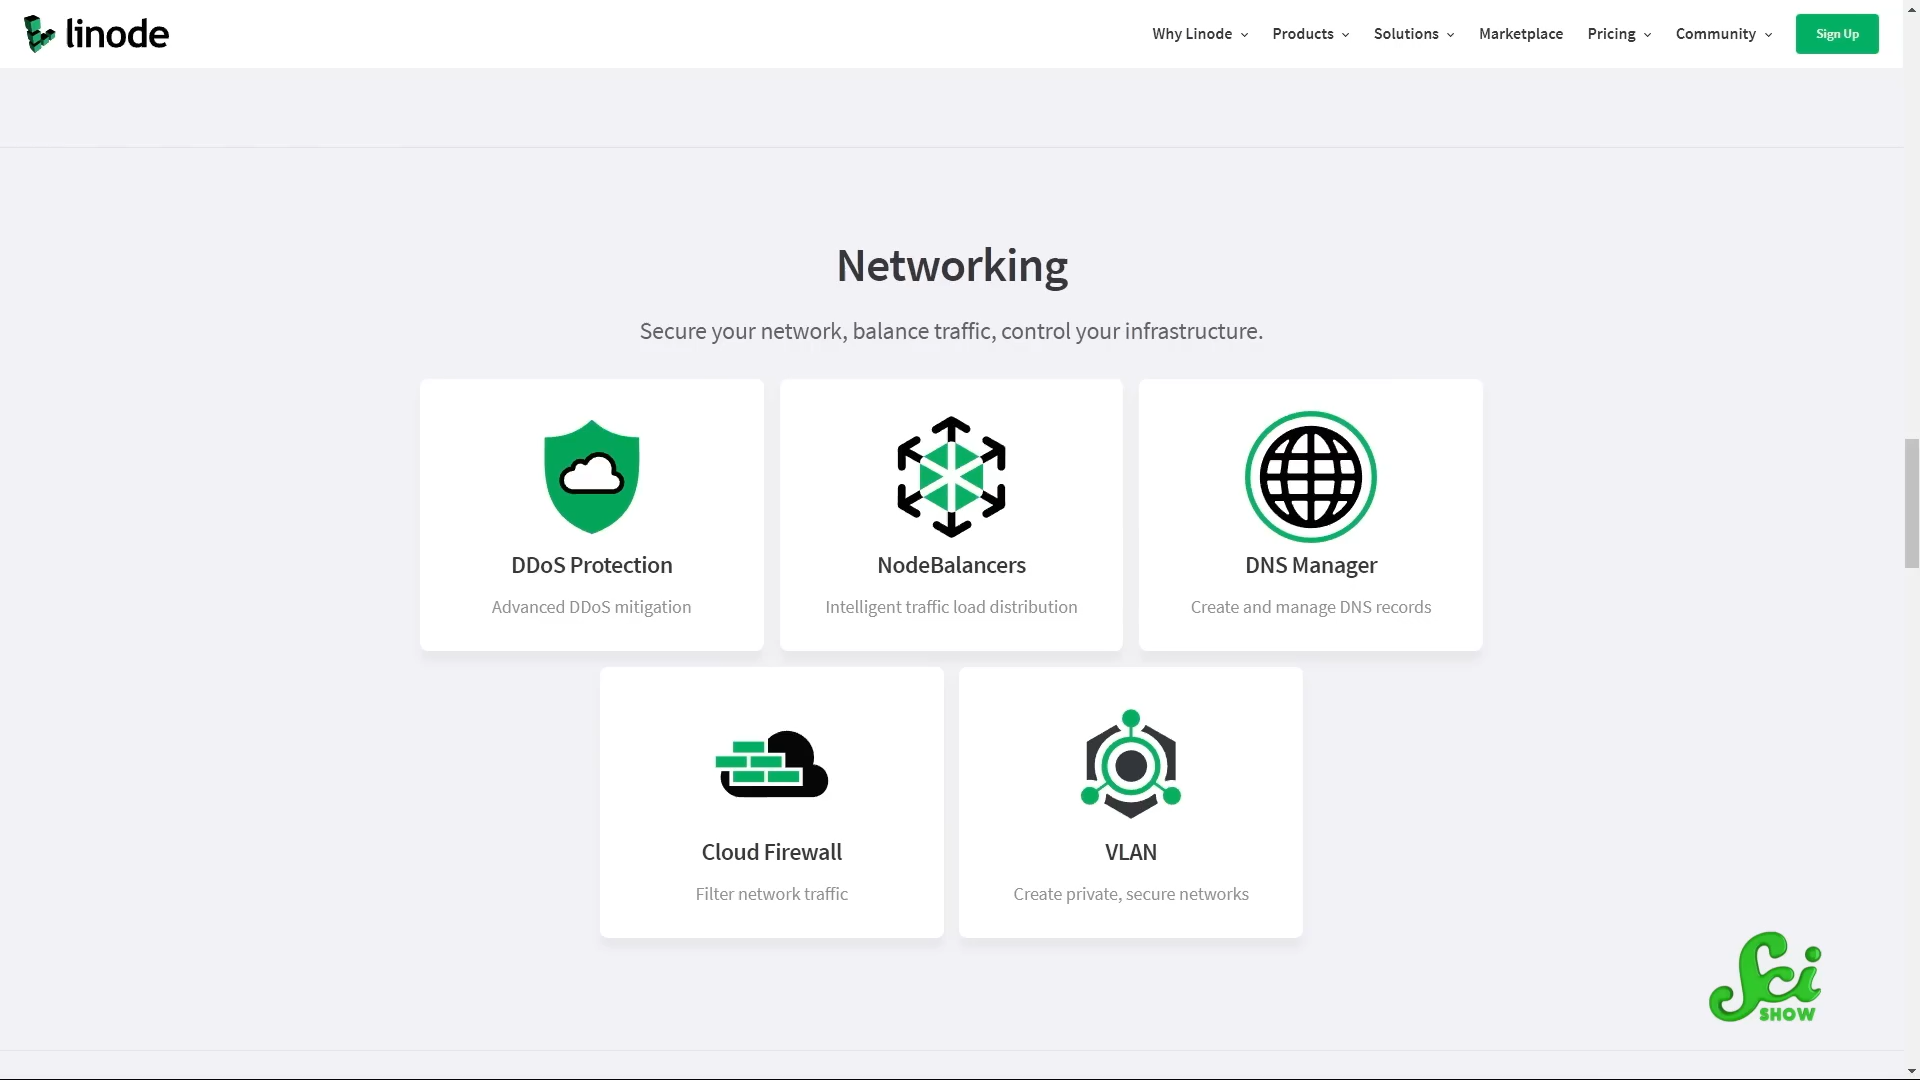 linode
Why Linode
Products
Solutions
Marketplace
Pricing
Community
Sign Up
Networking
Secure your network, balance traffic, control your infrastructure.
DDoS Protection
Advanced DDoS mitigation
NodeBalancers
Intelligent traffic load distribution
DNS Manager
Create and manage DNS records
Cloud Firewall
Filter network traffic
VLAN
Create private, secure networks
Sci
SHOW